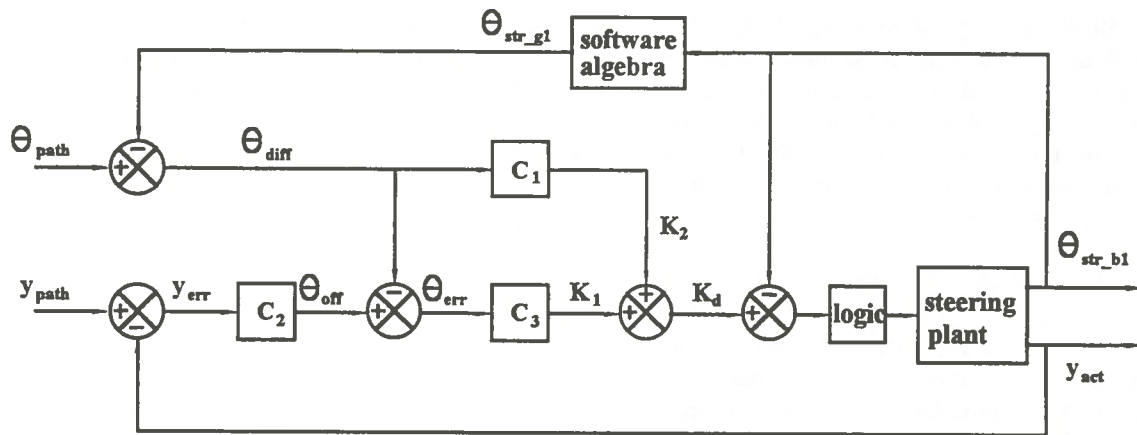 θstr_g1
software
algebra
θpath
+
−
θdiff
C1
K2
ypath
+
−
yerr
C2
θoff
+
−
θerr
C3
K1
+
+
Kd
+
−
logic
steering
plant
θstr_b1
yact